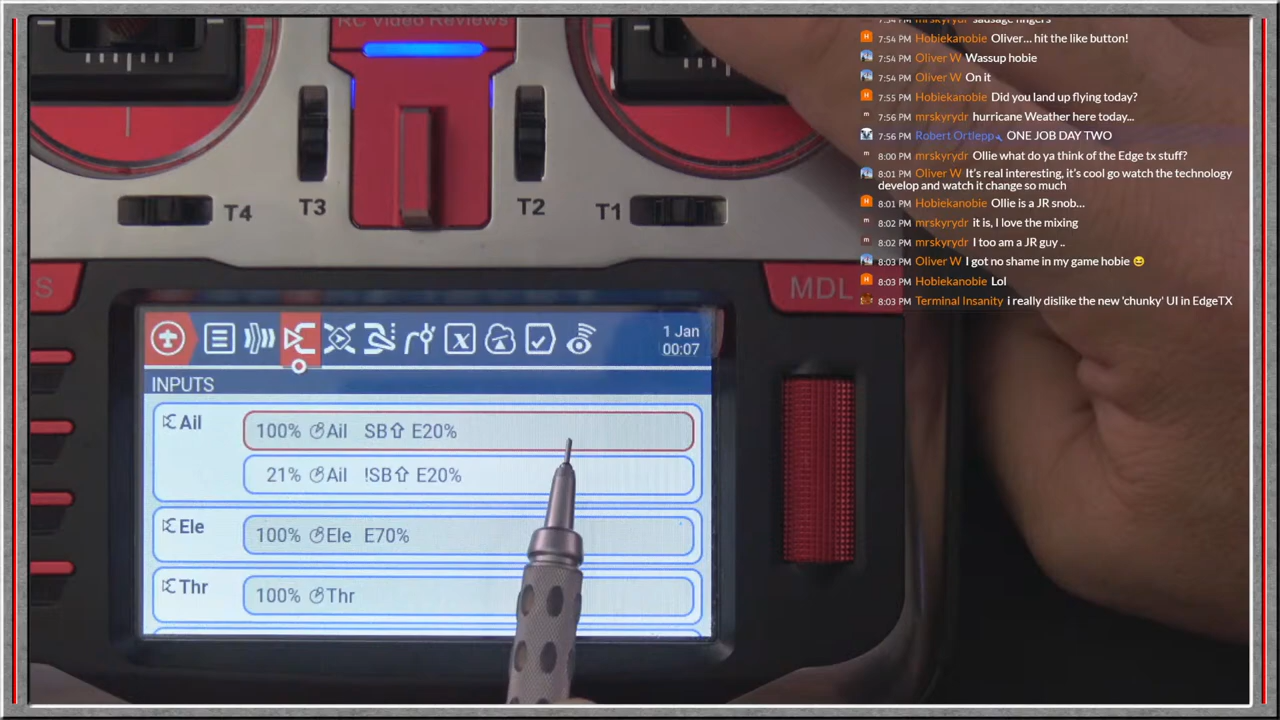 RC Video Reviews
7:54 PM mrskyrydr sausage fingers
7:54 PM Hobiekanobie Oliver... hit the like button!
7:54 PM Oliver W Wassup hobie
7:54 PM Oliver W On it
7:55 PM Hobiekanobie Did you land up flying today?
7:56 PM mrskyrydr hurricane Weather here today...
7:56 PM Robert Ortlepp ONE JOB DAY TWO
8:00 PM mrskyrydr Ollie what do ya think of the Edge tx stuff?
8:01 PM Oliver W It's real interesting, it's cool go watch the technology
develop and watch it change so much
8:01 PM Hobiekanobie Ollie is a JR snob...
8:02 PM mrskyrydr it is, I love the mixing
8:02 PM mrskyrydr I too am a JR guy ..
8:03 PM Oliver W I got no shame in my game hobie 😆
8:03 PM Hobiekanobie Lol
8:03 PM Terminal Insanity i really dislike the new 'chunky' UI in EdgeTX
T4 T3 T2 T1
S MDL
1 Jan
00:07
INPUTS
Ail 100% Ail SB⇧ E20%
21% Ail !SB⇧ E20%
Ele 100% Ele E70%
Thr 100% Thr